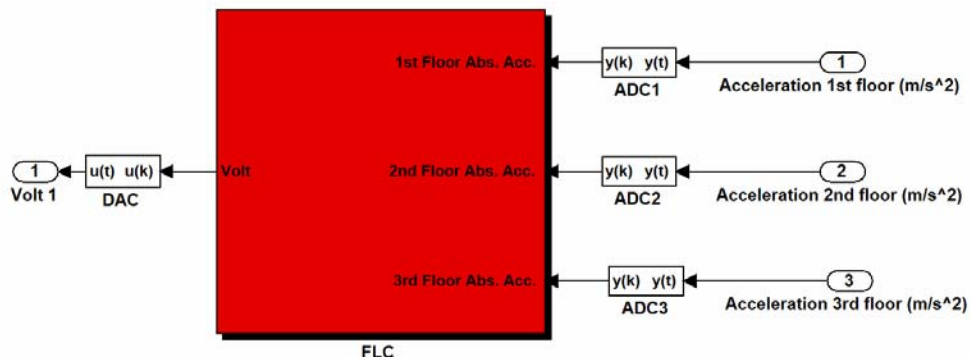 1st Floor Abs. Acc.
y(k) y(t)
1
ADC1
Acceleration 1st floor (m/s^2)
1
u(t) u(k)
Volt
2nd Floor Abs. Acc.
y(k) y(t)
2
Volt 1
DAC
ADC2
Acceleration 2nd floor (m/s^2)
3rd Floor Abs. Acc.
y(k) y(t)
3
ADC3
Acceleration 3rd floor (m/s^2)
FLC